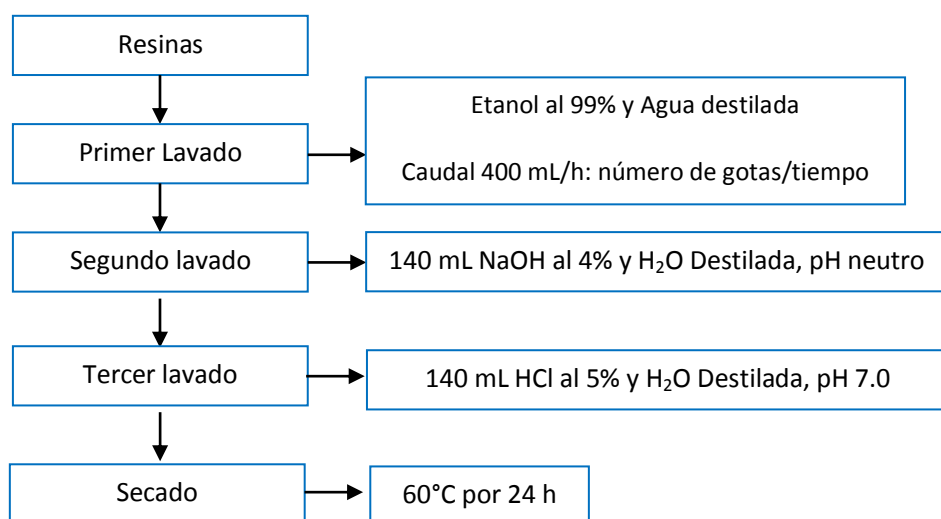 Resinas
Primer Lavado
Etanol al 99% y Agua destilada
Caudal 400 mL/h: número de gotas/tiempo
Segundo lavado
140 mL NaOH al 4% y H₂O Destilada, pH neutro
Tercer lavado
140 mL HCl al 5% y H₂O Destilada, pH 7.0
Secado
60°C por 24 h